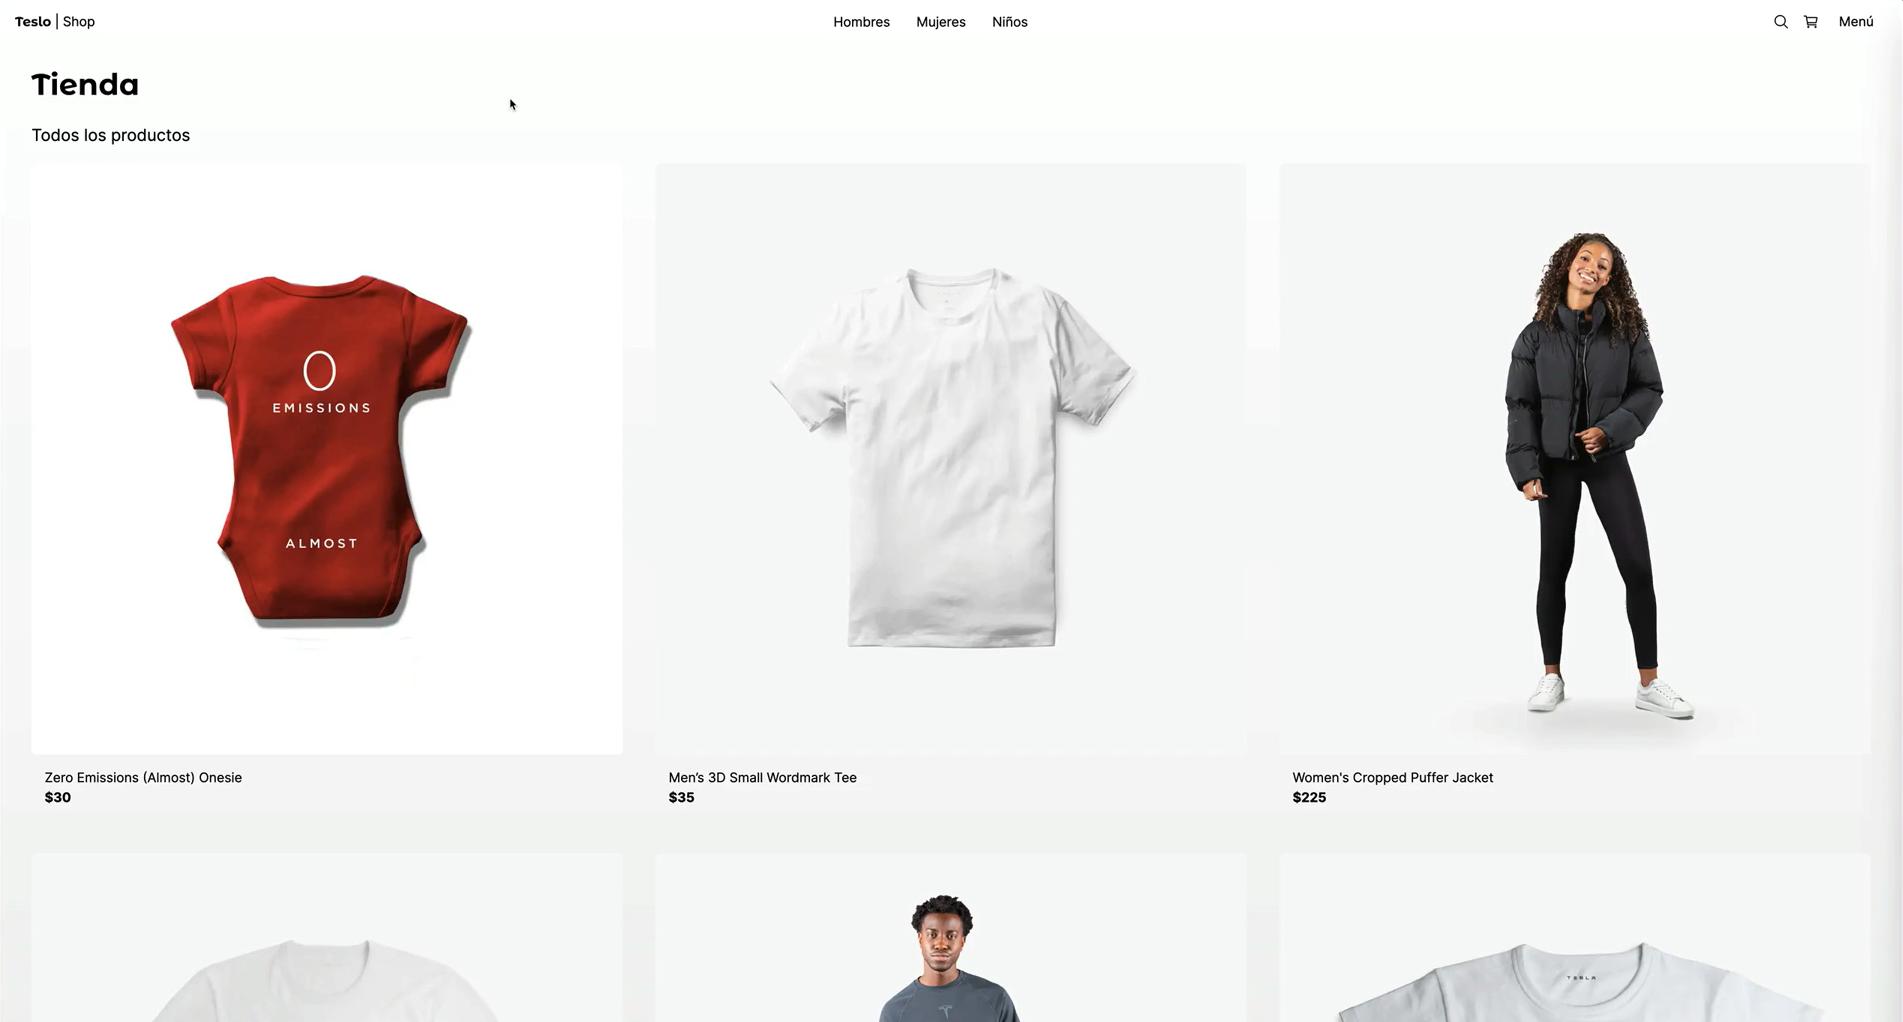 Teslo | Shop
Hombres Mujeres Niños
Menú
Tienda
Todos los productos
O
EMISSIONS
ALMOST
Zero Emissions (Almost) Onesie
$30
Men’s 3D Small Wordmark Tee
$35
Women's Cropped Puffer Jacket
$225
TESLA